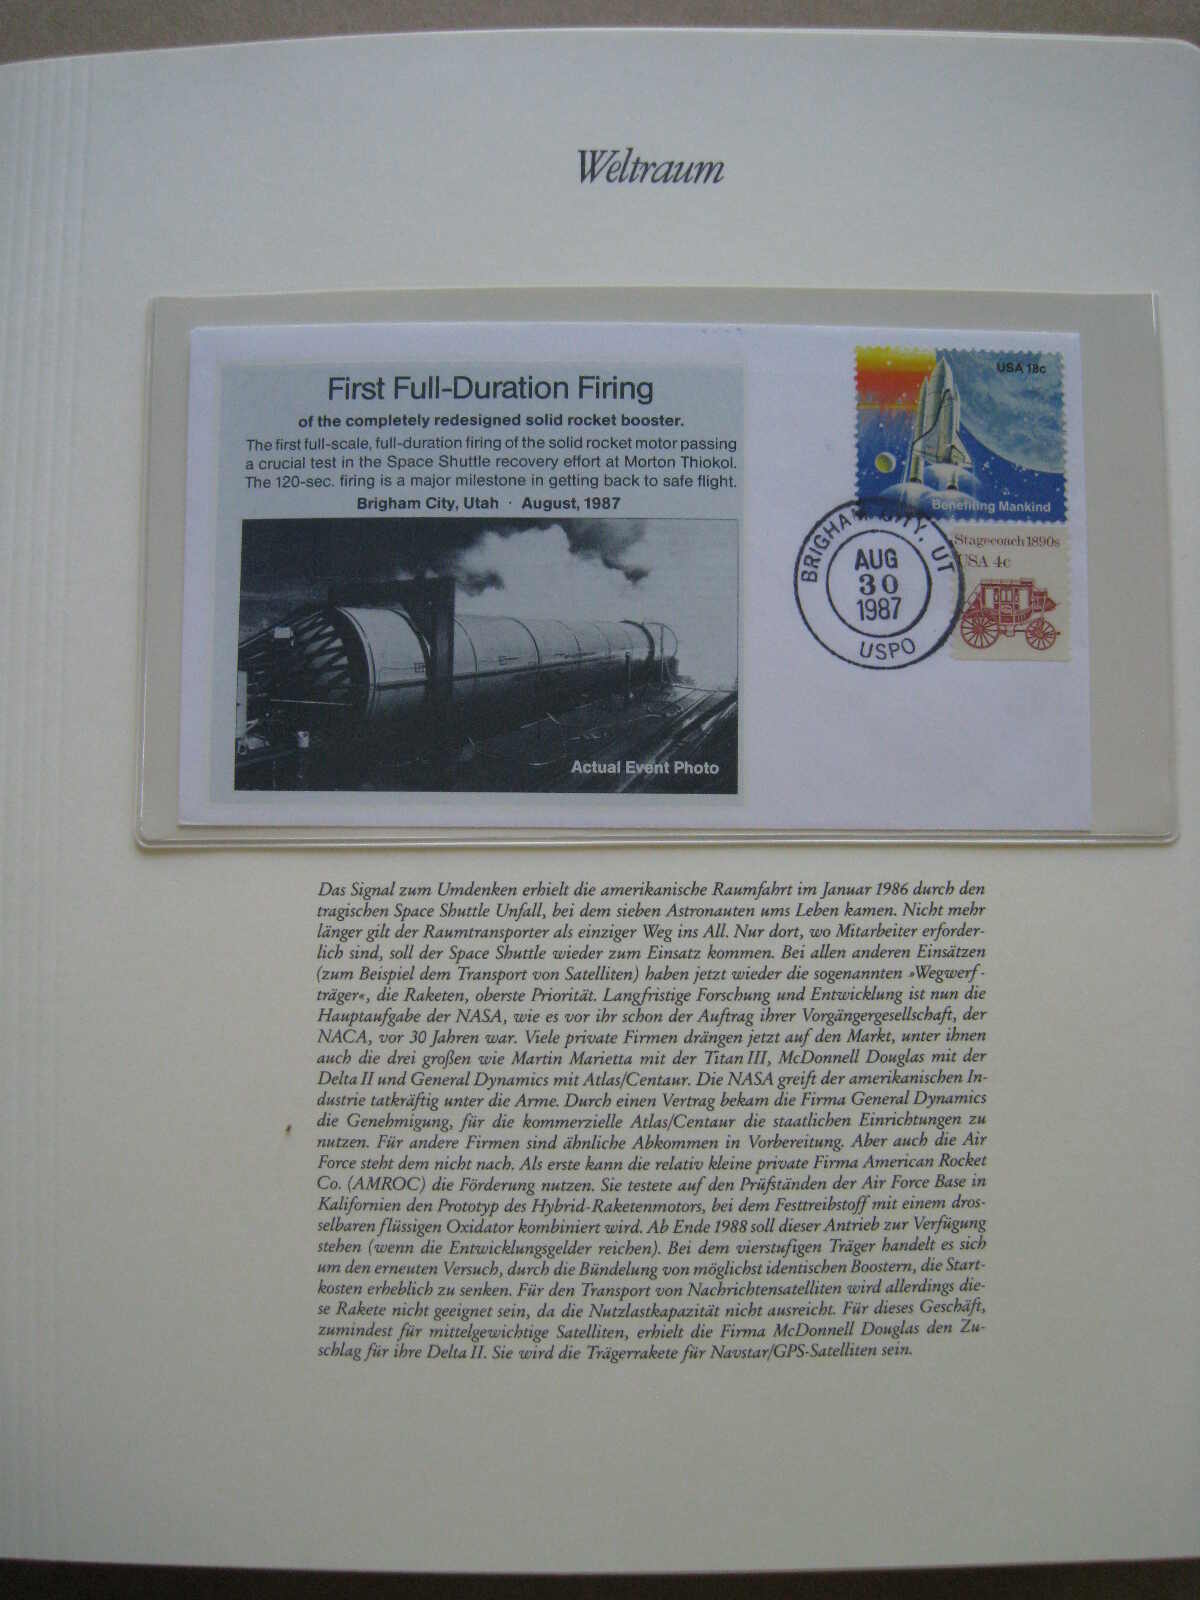 Weltraum
First Full-Duration Firing
of the completely redesigned solid rocket booster.
The first full-scale, full-duration firing of the solid rocket motor passing
a crucial test in the Space Shuttle recovery effort at Morton Thiokol.
The 120-sec. firing is a major milestone in getting back to safe flight.
Brigham City, Utah · August, 1987
Actual Event Photo
USA 18c
Benefiting Mankind
Stagecoach 1890s
USA 4c
BRIGHAM CITY, UT
AUG
30
1987
USPO
Das Signal zum Umdenken erhielt die amerikanische Raumfahrt im Januar 1986 durch den
tragischen Space Shuttle Unfall, bei dem sieben Astronauten ums Leben kamen. Nicht mehr
länger gilt der Raumtransporter als einziger Weg ins All. Nur dort, wo Mitarbeiter erforder-
lich sind, soll der Space Shuttle wieder zum Einsatz kommen. Bei allen anderen Einsätzen
(zum Beispiel dem Transport von Satelliten) haben jetzt wieder die sogenannten »Wegwerf-
träger«, die Raketen, oberste Priorität. Langfristige Forschung und Entwicklung ist nun die
Hauptaufgabe der NASA, wie es vor ihr schon der Auftrag ihrer Vorgängergesellschaft, der
NACA, vor 30 Jahren war. Viele private Firmen drängen jetzt auf den Markt, unter ihnen
auch die drei großen wie Martin Marietta mit der Titan III, McDonnell Douglas mit der
Delta II und General Dynamics mit Atlas/Centaur. Die NASA greift der amerikanischen In-
dustrie tatkräftig unter die Arme. Durch einen Vertrag bekam die Firma General Dynamics
die Genehmigung, für die kommerzielle Atlas/Centaur die staatlichen Einrichtungen zu
nutzen. Für andere Firmen sind ähnliche Abkommen in Vorbereitung. Aber auch die Air
Force steht dem nicht nach. Als erste kann die relativ kleine private Firma American Rocket
Co. (AMROC) die Förderung nutzen. Sie testete auf den Prüfständen der Air Force Base in
Kalifornien den Prototyp des Hybrid-Raketenmotors, bei dem Festtreibstoff mit einem dros-
selbaren flüssigen Oxidator kombiniert wird. Ab Ende 1988 soll dieser Antrieb zur Verfügung
stehen (wenn die Entwicklungsgelder reichen). Bei dem vierstufigen Träger handelt es sich
um den erneuten Versuch, durch die Bündelung von möglichst identischen Boostern, die Start-
kosten erheblich zu senken. Für den Transport von Nachrichtensatelliten wird allerdings die-
se Rakete nicht geeignet sein, da die Nutzlastkapazität nicht ausreicht. Für dieses Geschäft,
zumindest für mittelgewichtige Satelliten, erhielt die Firma McDonnell Douglas den Zu-
schlag für ihre Delta II. Sie wird die Trägerrakete für Navstar/GPS-Satelliten sein.